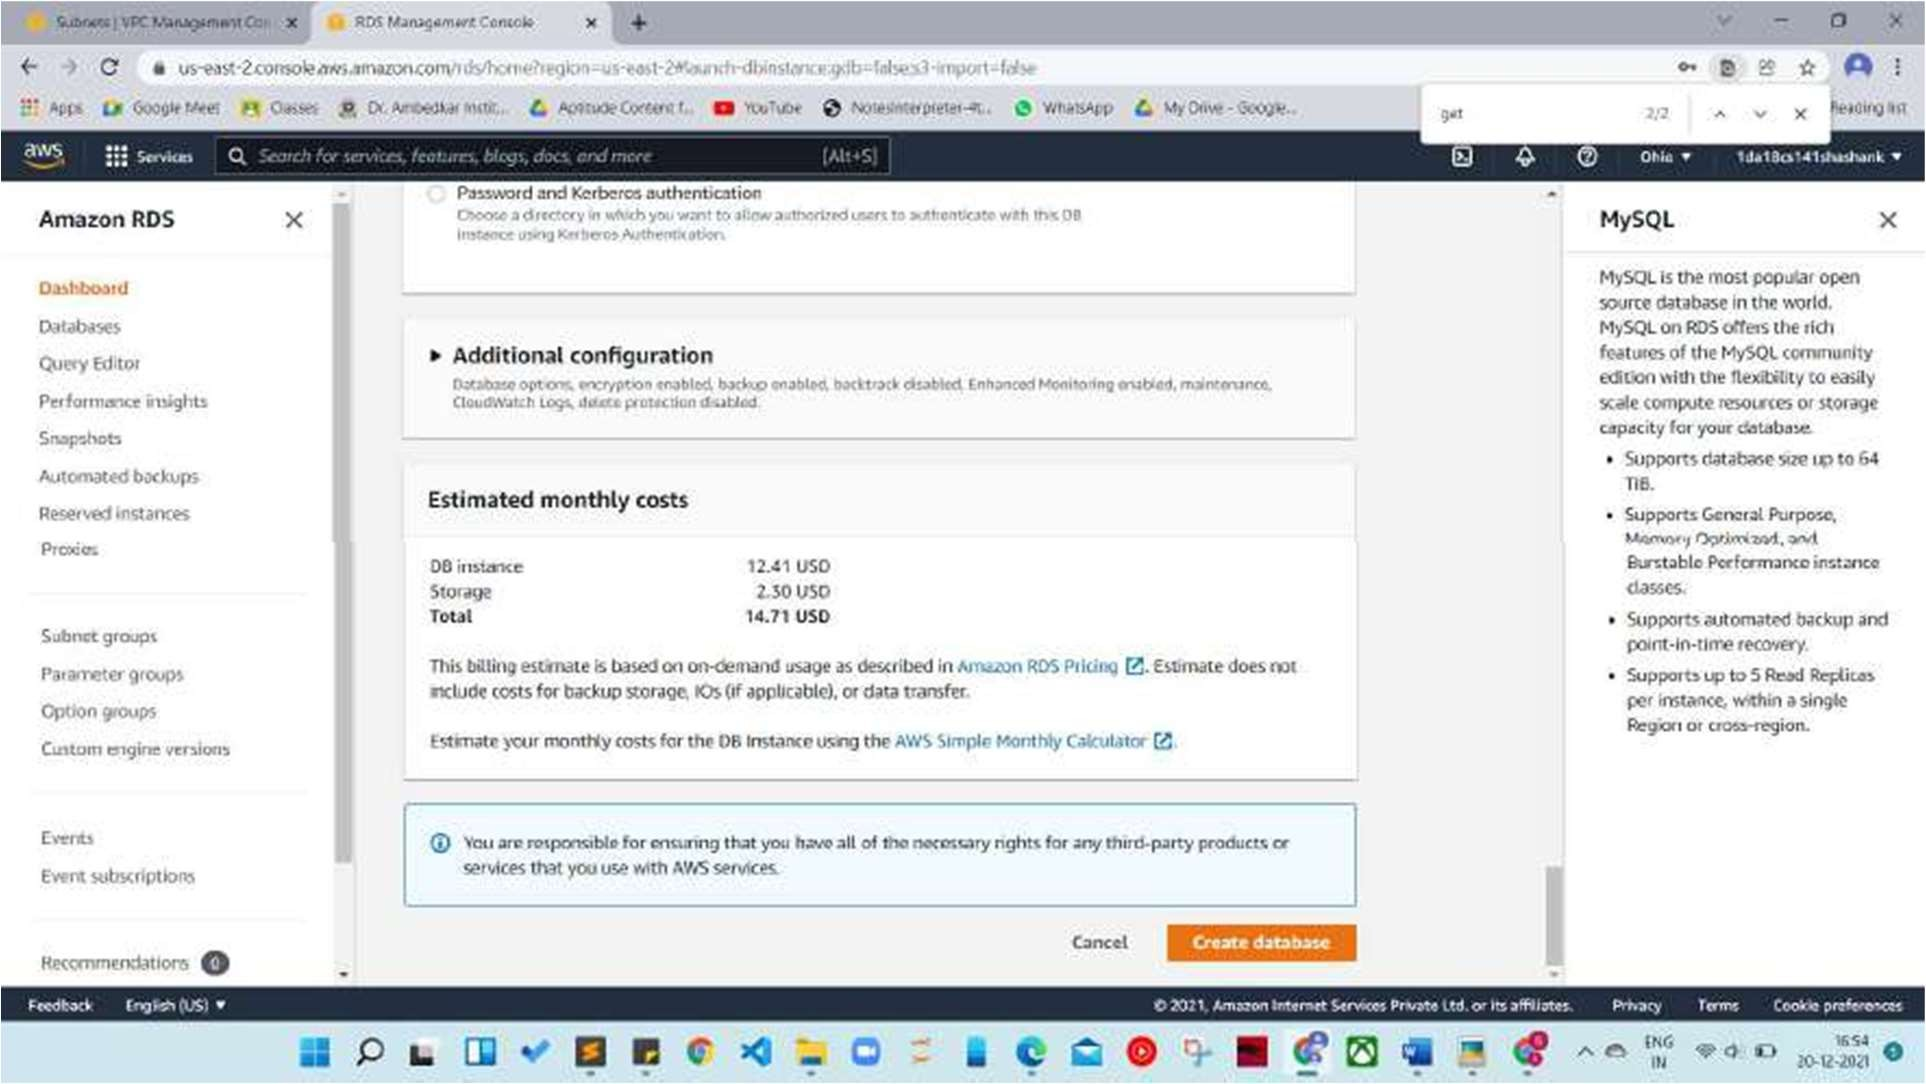 Subnets | VPC Management Con
RDS Management Console
us-east-2.console.aws.amazon.com/rds/home?region=us-east-2#launch-dbinstance:gdb=false;s3-import=false
Apps
Google Meet
Classes
Dr. Ambedkar Instit...
Aptitude Content f...
YouTube
WhatsApp
My Drive - Google...
Reading list
get
2/2
aws
Services
Search for services, features, blogs, docs, and more
[Alt+S]
Ohio
1da18cs141shashank
Amazon RDS
Dashboard
Databases
Query Editor
Performance insights
Snapshots
Automated backups
Reserved instances
Proxies
Subnet groups
Parameter groups
Option groups
Custom engine versions
Events
Event subscriptions
Recommendations 0
Password and Kerberos authentication
Choose a directory in which you want to allow authorized users to authenticate with this DB
instance using Kerberos Authentication.
Additional configuration
Database options, encryption enabled, backup enabled, backtrack disabled, Enhanced Monitoring enabled, maintenance,
CloudWatch Logs, delete protection disabled.
Estimated monthly costs
DB instance 12.41 USD
Storage 2.30 USD
Total 14.71 USD
This billing estimate is based on on-demand usage as described in Amazon RDS Pricing. Estimate does not
include costs for backup storage, IOs (if applicable), or data transfer.
Estimate your monthly costs for the DB Instance using the AWS Simple Monthly Calculator.
You are responsible for ensuring that you have all of the necessary rights for any third-party products or
services that you use with AWS services.
Cancel
Create database
MySQL
MySQL is the most popular open
source database in the world.
MySQL on RDS offers the rich
features of the MySQL community
edition with the flexibility to easily
scale compute resources or storage
capacity for your database.
• Supports database size up to 64
TiB.
• Supports General Purpose,
Memory Optimized, and
Burstable Performance instance
classes.
• Supports automated backup and
point-in-time recovery.
• Supports up to 5 Read Replicas
per instance, within a single
Region or cross-region.
Feedback
English (US)
© 2021, Amazon Internet Services Private Ltd. or its affiliates.
Privacy
Terms
Cookie preferences
ENG
IN
16:54
20-12-2021